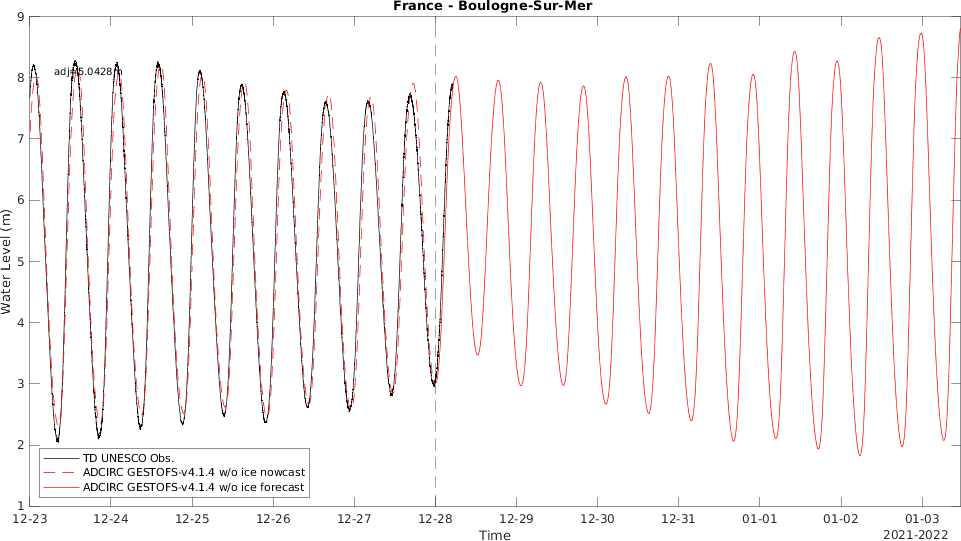 France - Boulogne-Sur-Mer
Water Level (m)
9
8
7
6
5
4
3
2
1
adj=5.0428 m
TD UNESCO Obs.
ADCIRC GESTOFS-v4.1.4 w/o ice nowcast
ADCIRC GESTOFS-v4.1.4 w/o ice forecast
12-23 12-24 12-25 12-26 12-27 12-28 12-29 12-30 12-31 01-01 01-02 01-03
Time
2021-2022